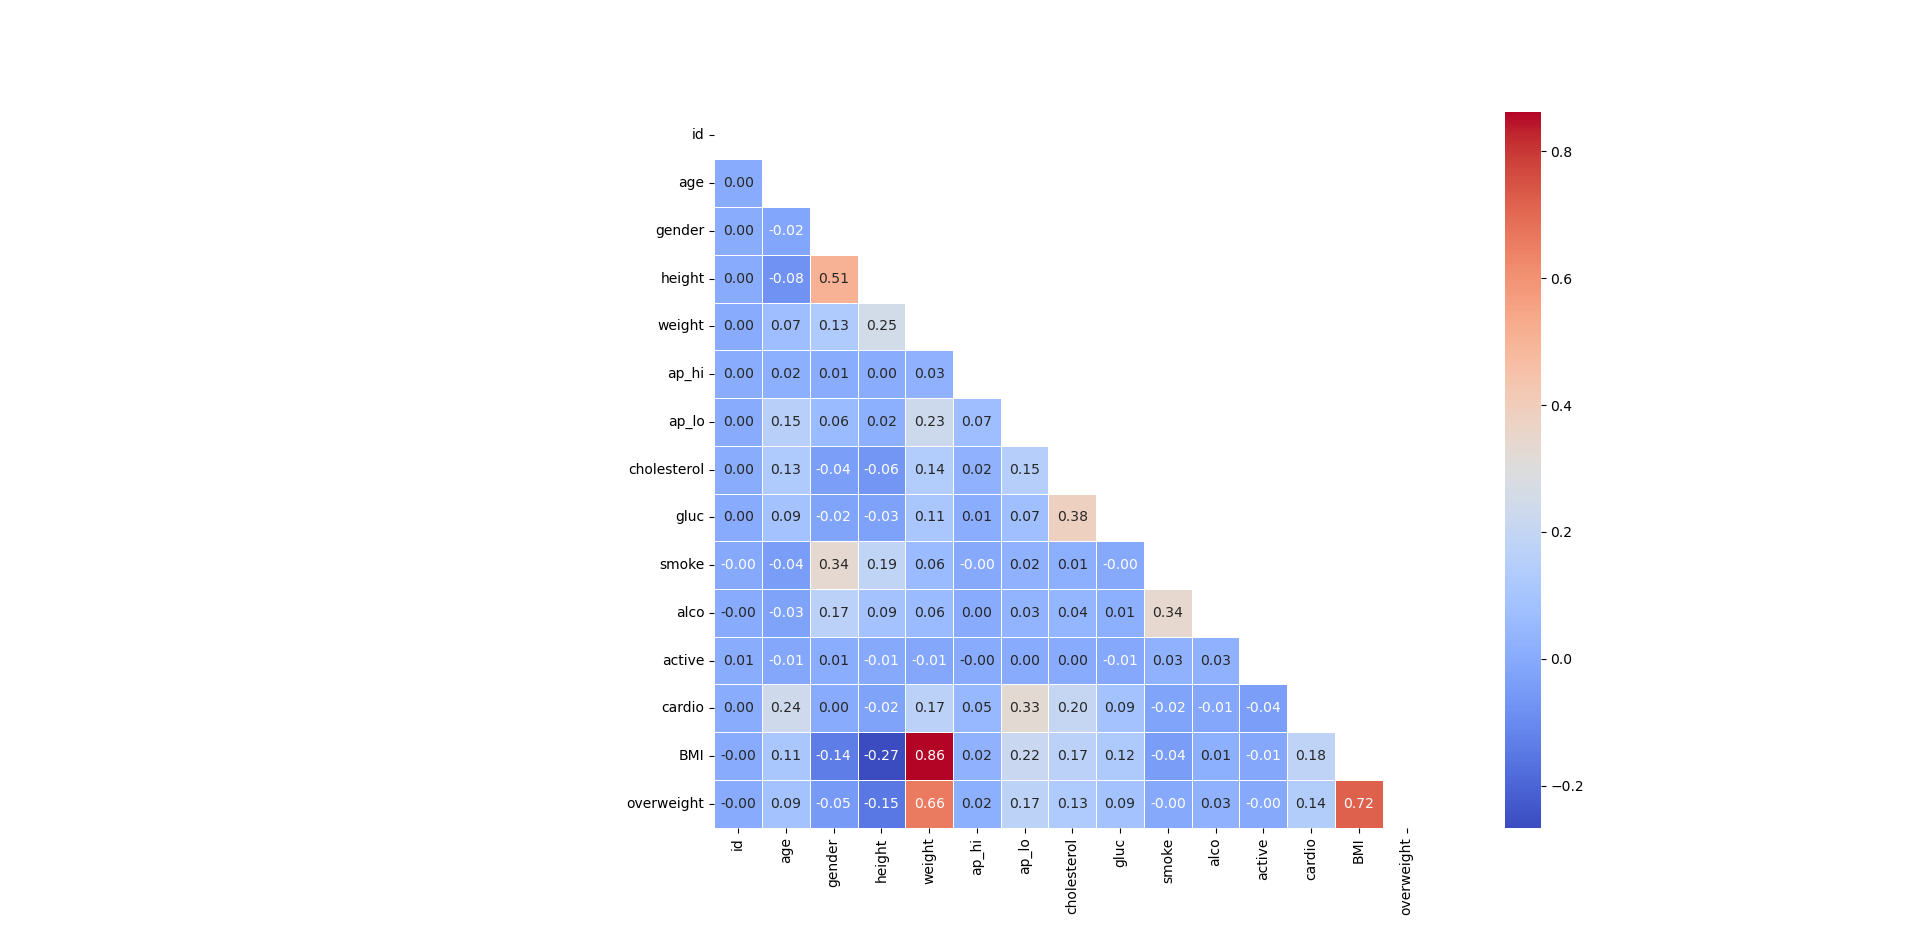 id
age 0.00
gender 0.00 -0.02
height 0.00 -0.08 0.51
weight 0.00 0.07 0.13 0.25
ap_hi 0.00 0.02 0.01 0.00 0.03
ap_lo 0.00 0.15 0.06 0.02 0.23 0.07
cholesterol 0.00 0.13 -0.04 -0.06 0.14 0.02 0.15
gluc 0.00 0.09 -0.02 -0.03 0.11 0.01 0.07 0.38
smoke -0.00 -0.04 0.34 0.19 0.06 -0.00 0.02 0.01 -0.00
alco -0.00 -0.03 0.17 0.09 0.06 0.00 0.03 0.04 0.01 0.34
active 0.01 -0.01 0.01 -0.01 -0.01 -0.00 0.00 0.00 -0.01 0.03 0.03
cardio 0.00 0.24 0.00 -0.02 0.17 0.05 0.33 0.20 0.09 -0.02 -0.01 -0.04
BMI -0.00 0.11 -0.14 -0.27 0.86 0.02 0.22 0.17 0.12 -0.04 0.01 -0.01 0.18
overweight -0.00 0.09 -0.05 -0.15 0.66 0.02 0.17 0.13 0.09 -0.00 0.03 -0.00 0.14 0.72
id age gender height weight ap_hi ap_lo cholesterol gluc smoke alco active cardio BMI overweight
0.8
0.6
0.4
0.2
0.0
−0.2